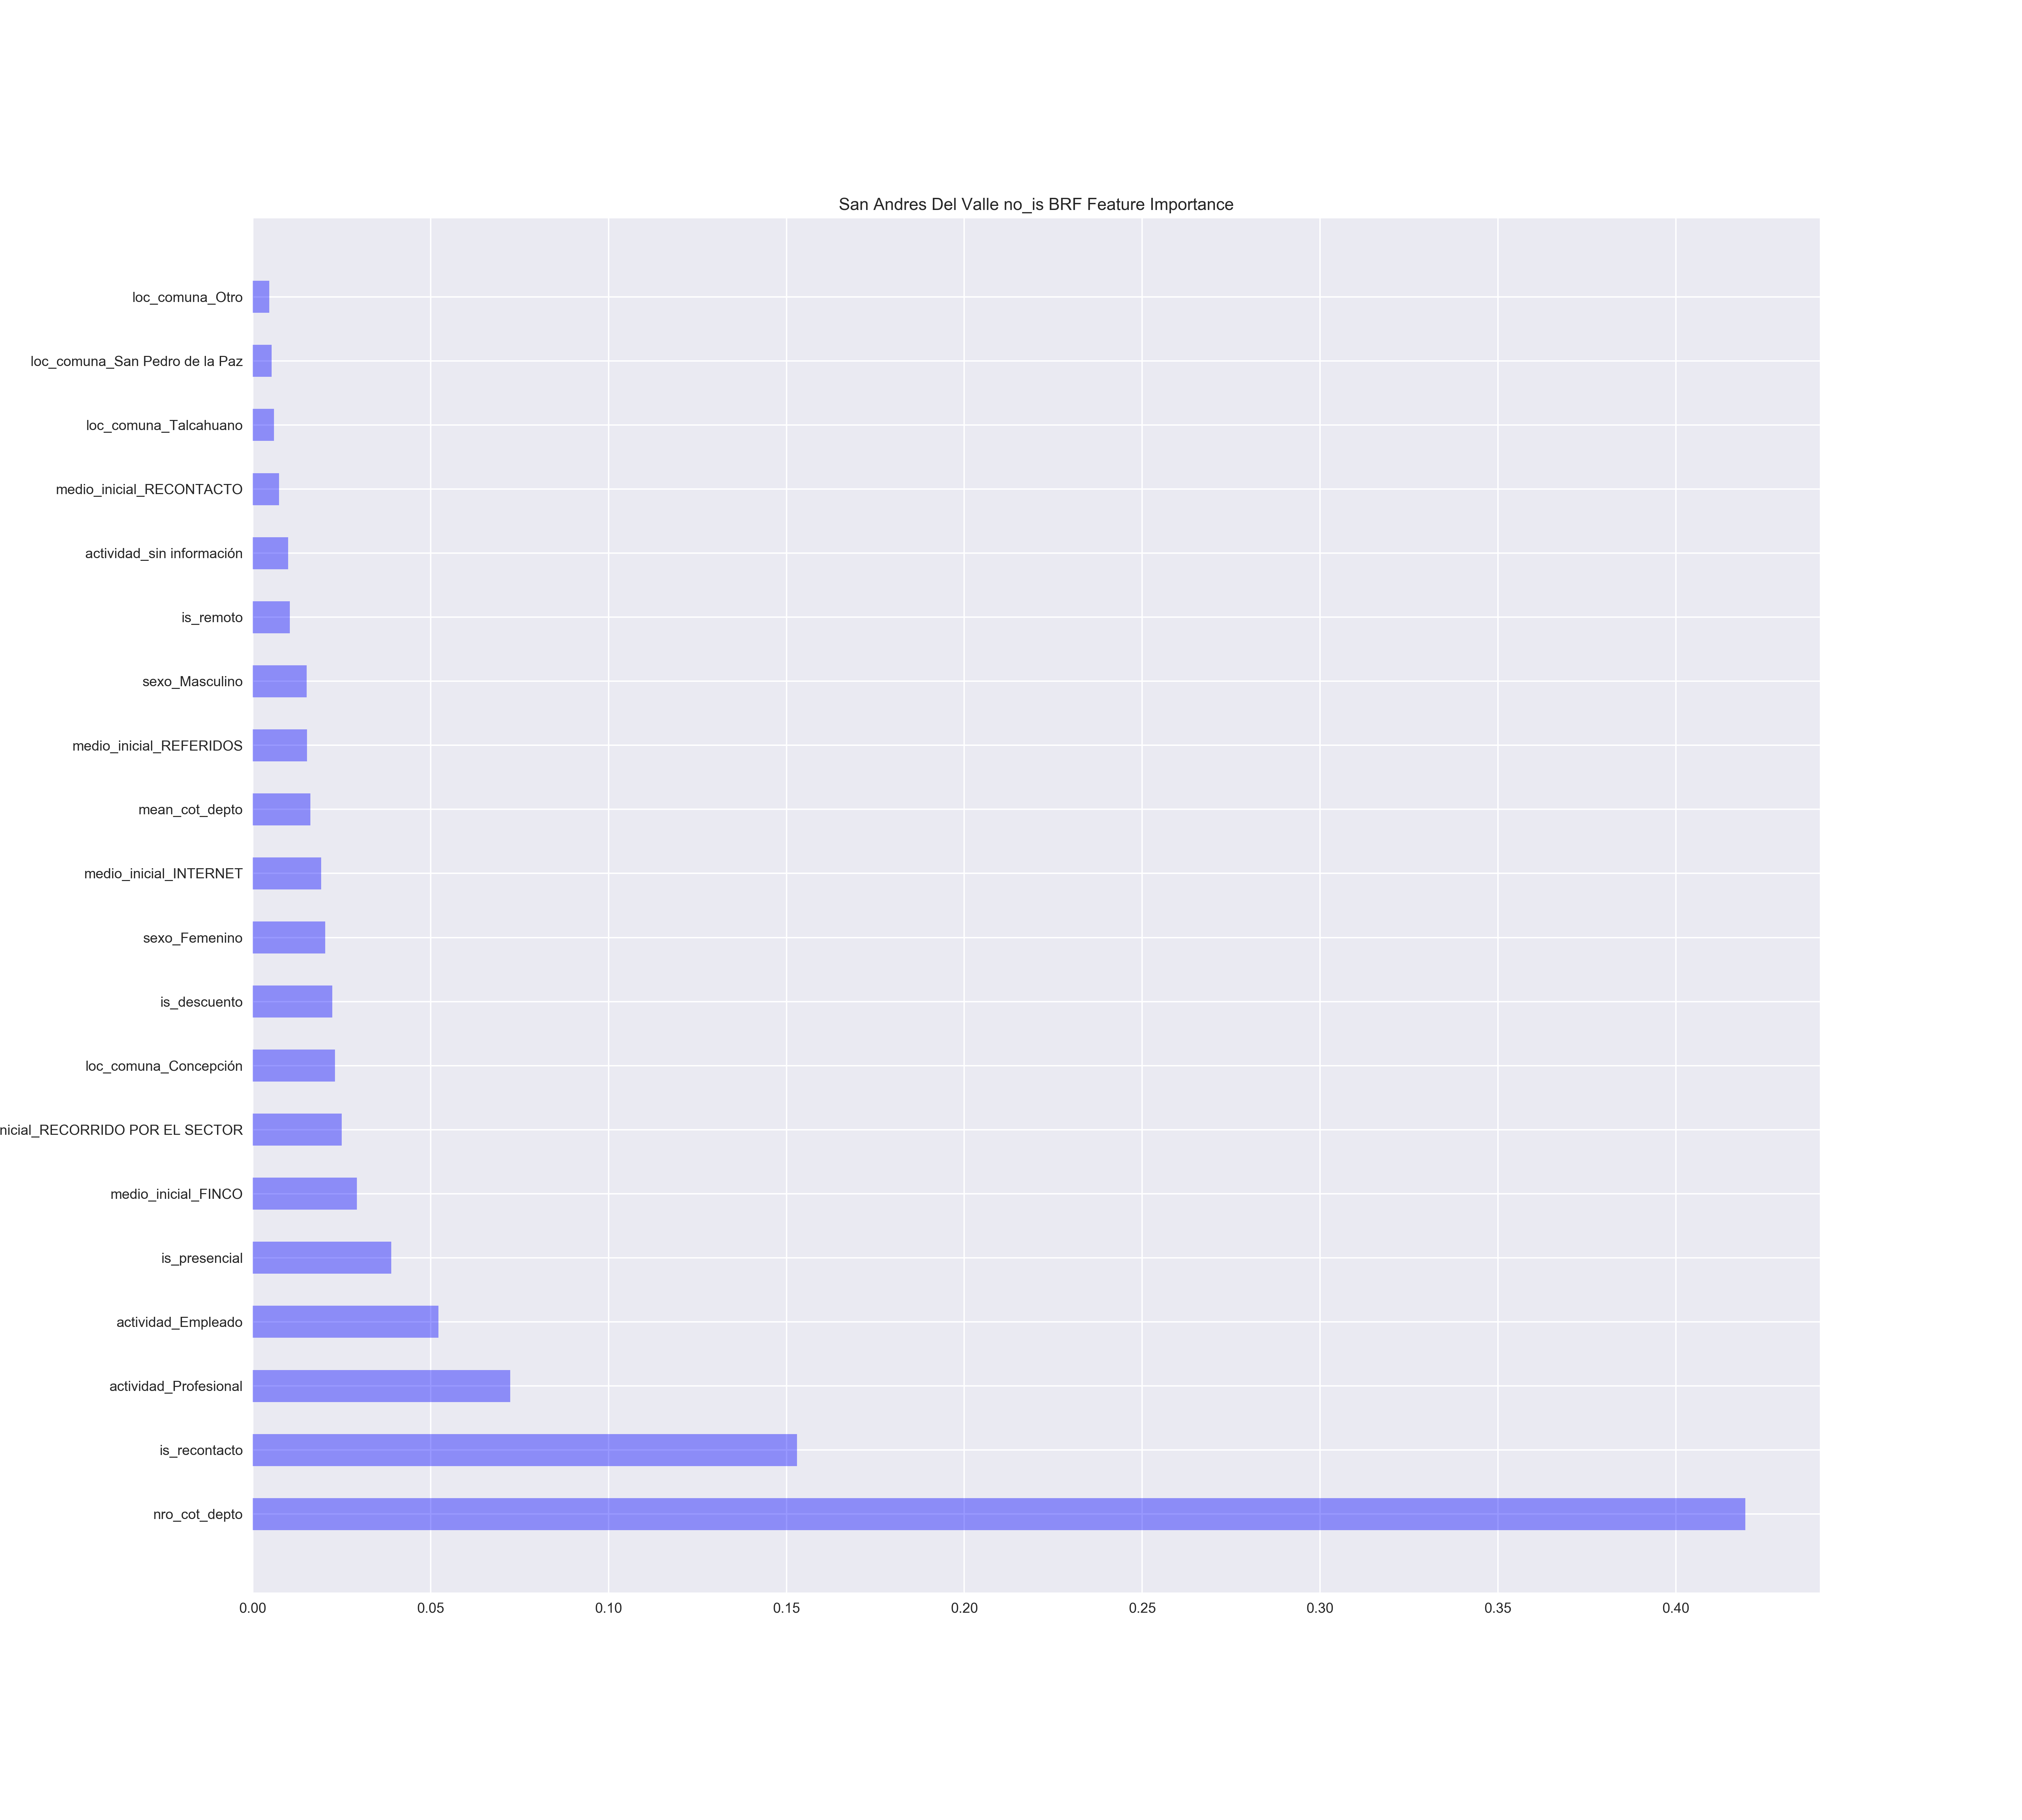 San Andres Del Valle no_is BRF Feature Importance
loc_comuna_Otro
loc_comuna_San Pedro de la Paz
loc_comuna_Talcahuano
medio_inicial_RECONTACTO
actividad_sin información
is_remoto
sexo_Masculino
medio_inicial_REFERIDOS
mean_cot_depto
medio_inicial_INTERNET
sexo_Femenino
is_descuento
loc_comuna_Concepción
nicial_RECORRIDO POR EL SECTOR
medio_inicial_FINCO
is_presencial
actividad_Empleado
actividad_Profesional
is_recontacto
nro_cot_depto
0.00 0.05 0.10 0.15 0.20 0.25 0.30 0.35 0.40